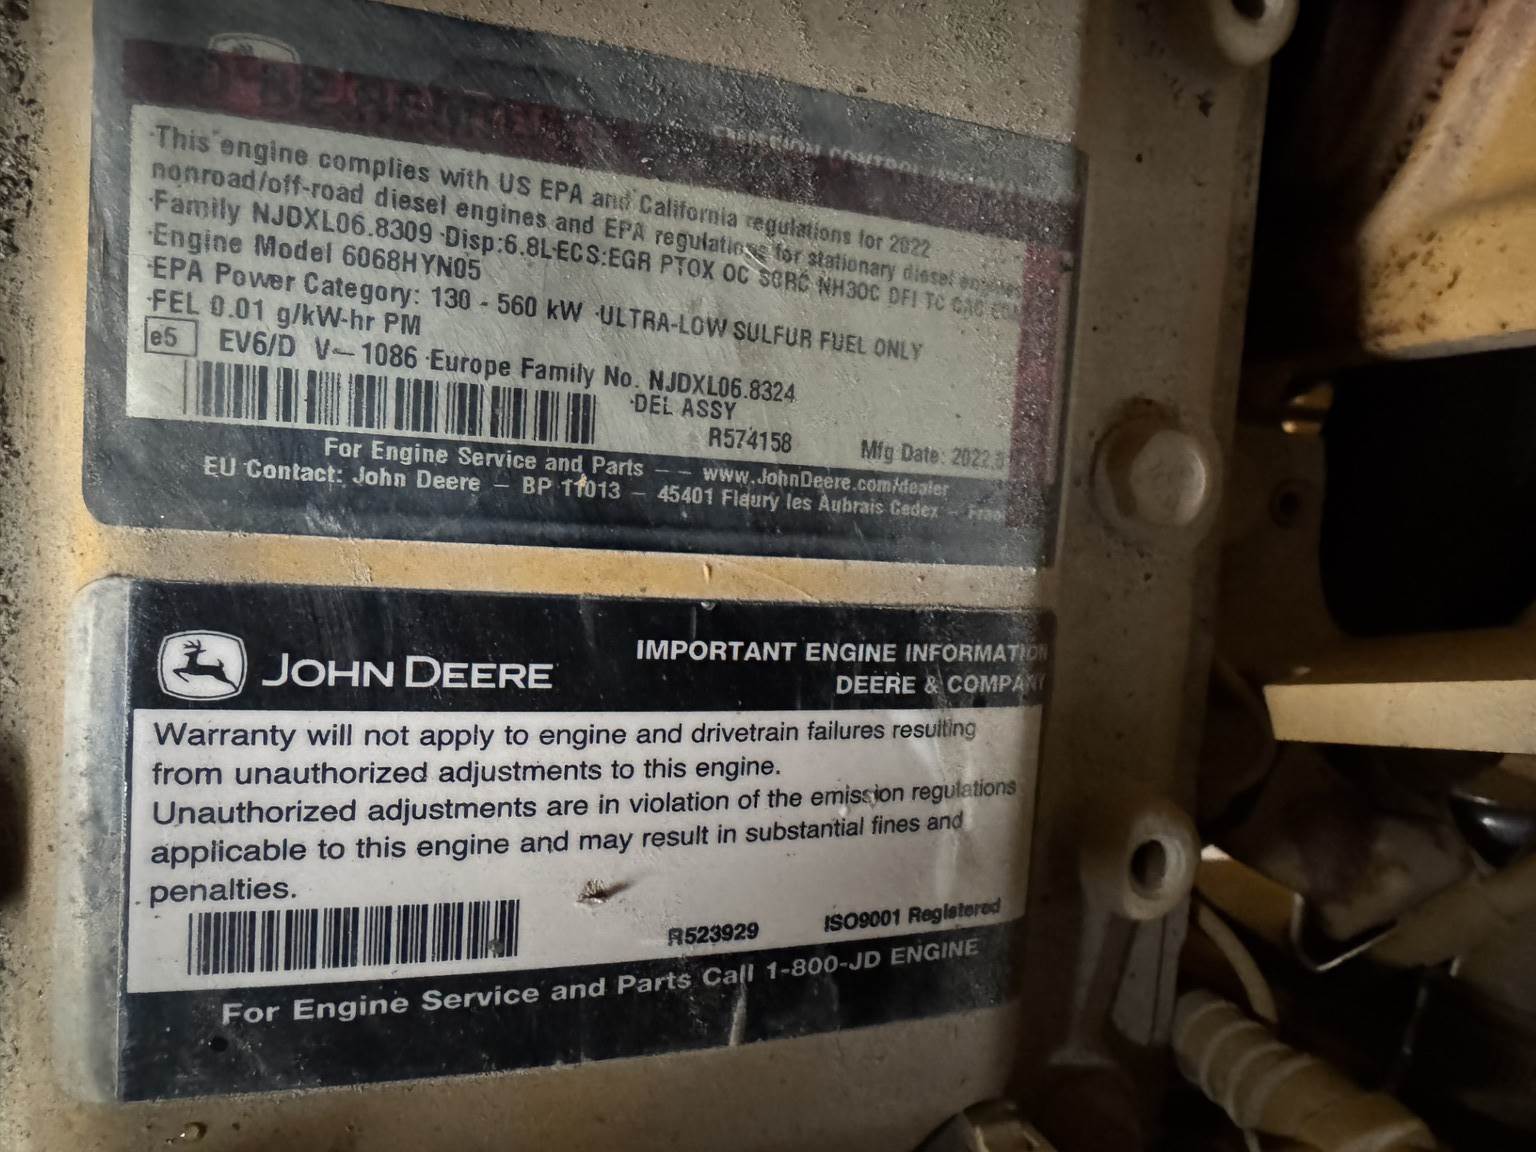 ·This engine complies with US EPA and California regulations for 2022
nonroad/off-road diesel engines and EPA regulations for stationary diesel engines
·Family NJDXL06.8309 ·Disp:6.8L·ECS:EGR PTOX OC SCRC NH3OC DFI TC CAC
·Engine Model 6068HYN05
·EPA Power Category: 130 - 560 kW ·ULTRA-LOW SULFUR FUEL ONLY
·FEL 0.01 g/kW-hr PM
e5 EV6/D V— 1086 ·Europe Family No. NJDXL06.8324
·DEL ASSY
R574158 Mfg Date: 2022
For Engine Service and Parts — — www.JohnDeere.com/dealer
EU Contact: John Deere — BP 11013 — 45401 Fleury les Aubrais Cedex —
JOHN DEERE
IMPORTANT ENGINE INFORMATION
DEERE & COMPANY
Warranty will not apply to engine and drivetrain failures resulting
from unauthorized adjustments to this engine.
Unauthorized adjustments are in violation of the emission regulations
applicable to this engine and may result in substantial fines and
penalties.
R523929 ISO9001 Registered
For Engine Service and Parts Call 1-800-JD ENGINE